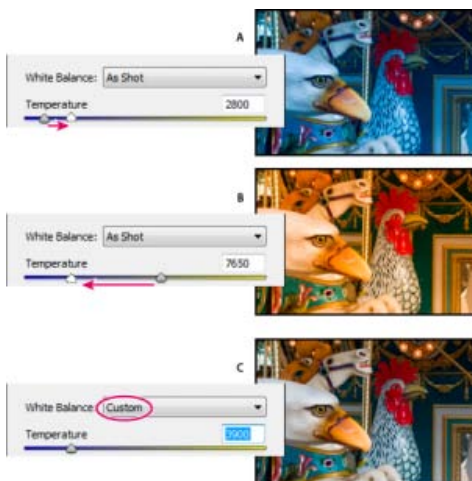 A
White Balance: As Shot
Temperature 2800
B
White Balance: As Shot
Temperature 7650
C
White Balance: Custom
Temperature 3900